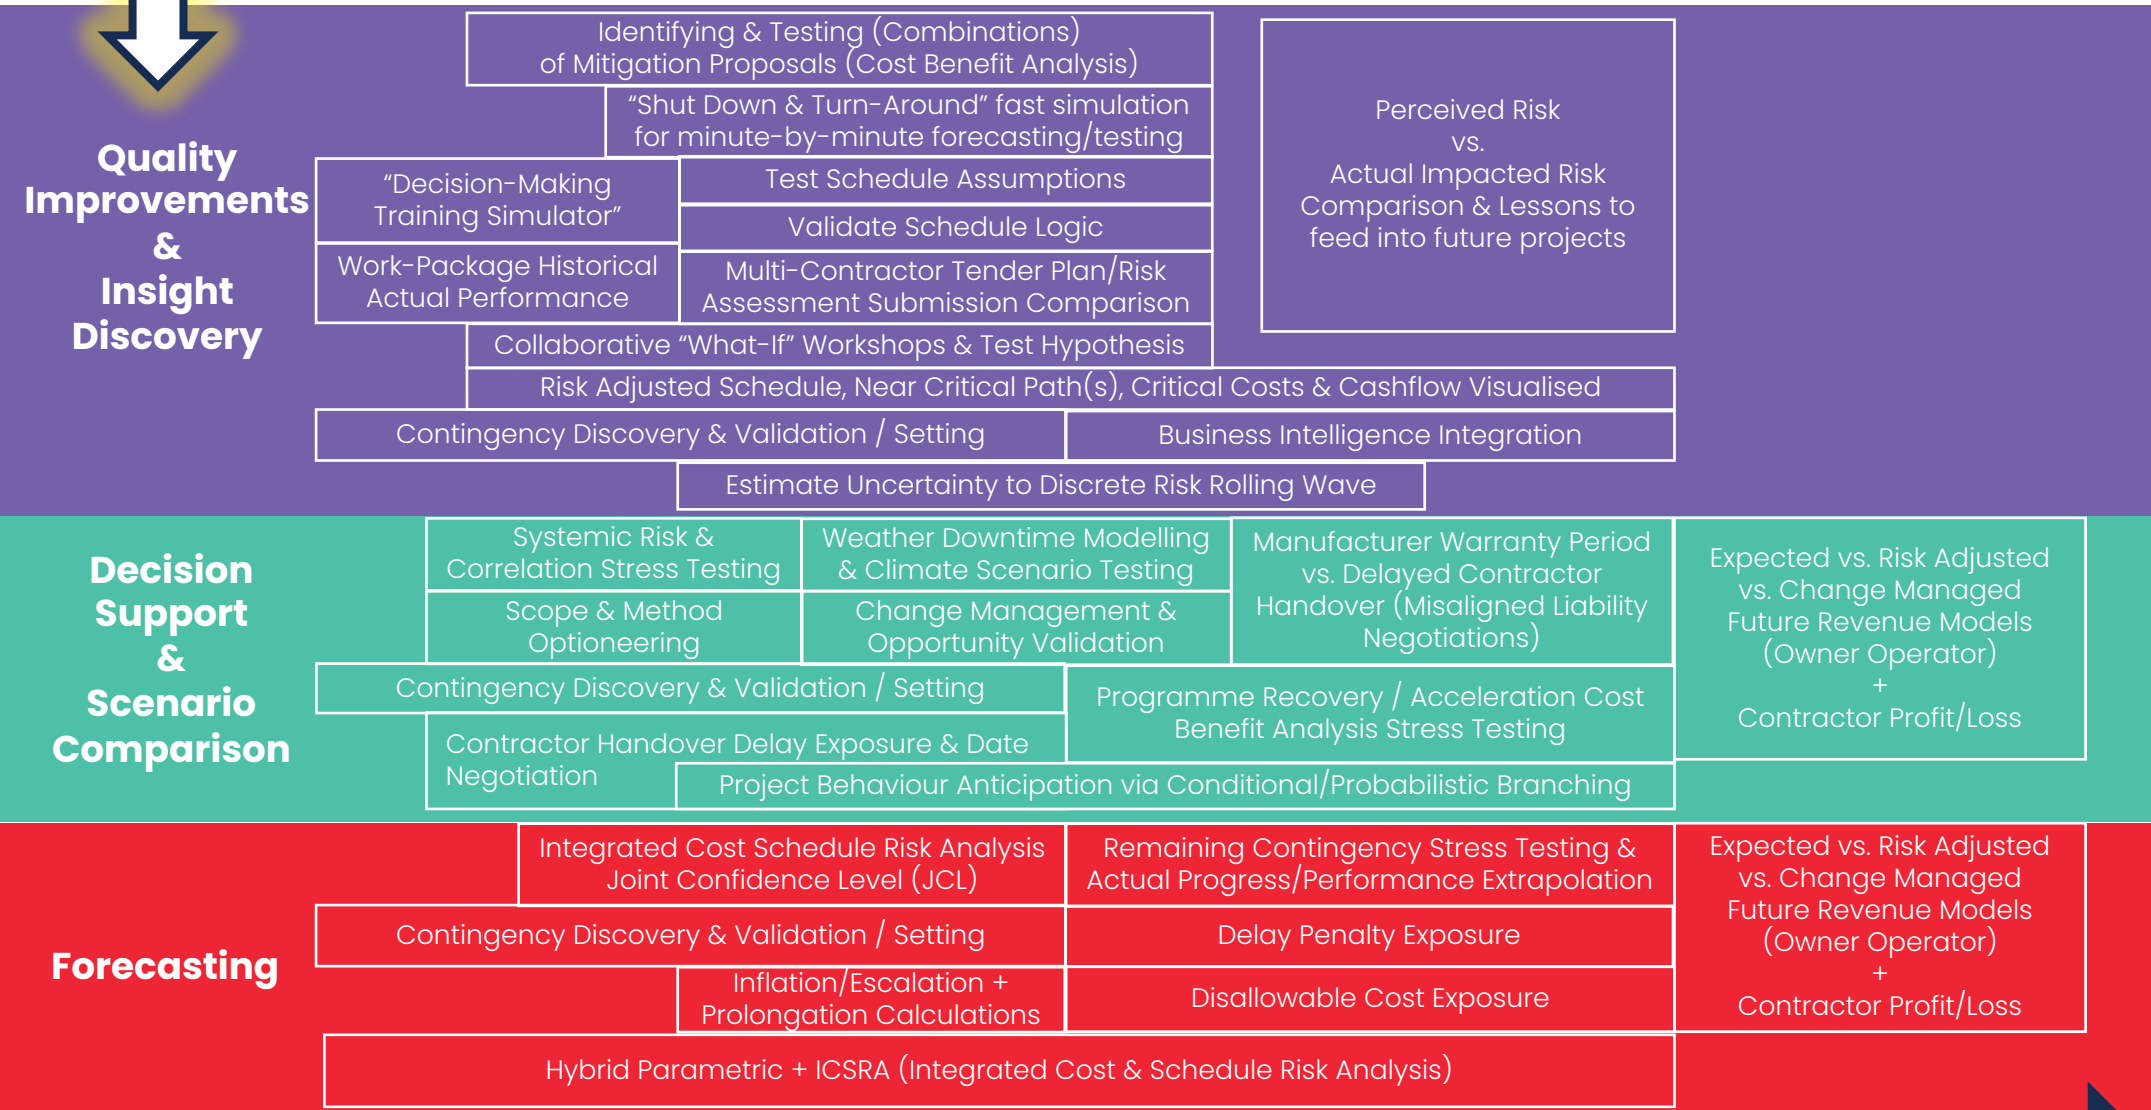 Quality
Improvements
&
Insight
Discovery
Identifying & Testing (Combinations)
of Mitigation Proposals (Cost Benefit Analysis)
“Shut Down & Turn-Around” fast simulation
for minute-by-minute forecasting/testing
“Decision-Making
Training Simulator”
Test Schedule Assumptions
Validate Schedule Logic
Work-Package Historical
Actual Performance
Multi-Contractor Tender Plan/Risk
Assessment Submission Comparison
Collaborative “What-If” Workshops & Test Hypothesis
Perceived Risk
vs.
Actual Impacted Risk
Comparison & Lessons to
feed into future projects
Risk Adjusted Schedule, Near Critical Path(s), Critical Costs & Cashflow Visualised
Contingency Discovery & Validation / Setting
Business Intelligence Integration
Estimate Uncertainty to Discrete Risk Rolling Wave
Decision
Support
&
Scenario
Comparison
Systemic Risk &
Correlation Stress Testing
Weather Downtime Modelling
& Climate Scenario Testing
Scope & Method
Optioneering
Change Management &
Opportunity Validation
Manufacturer Warranty Period
vs. Delayed Contractor
Handover (Misaligned Liability
Negotiations)
Expected vs. Risk Adjusted
vs. Change Managed
Future Revenue Models
(Owner Operator)
+
Contractor Profit/Loss
Contingency Discovery & Validation / Setting
Programme Recovery / Acceleration Cost
Benefit Analysis Stress Testing
Contractor Handover Delay Exposure & Date
Negotiation
Project Behaviour Anticipation via Conditional/Probabilistic Branching
Forecasting
Integrated Cost Schedule Risk Analysis
Joint Confidence Level (JCL)
Remaining Contingency Stress Testing &
Actual Progress/Performance Extrapolation
Expected vs. Risk Adjusted
vs. Change Managed
Future Revenue Models
(Owner Operator)
+
Contractor Profit/Loss
Contingency Discovery & Validation / Setting
Delay Penalty Exposure
Inflation/Escalation +
Prolongation Calculations
Disallowable Cost Exposure
Hybrid Parametric + ICSRA (Integrated Cost & Schedule Risk Analysis)